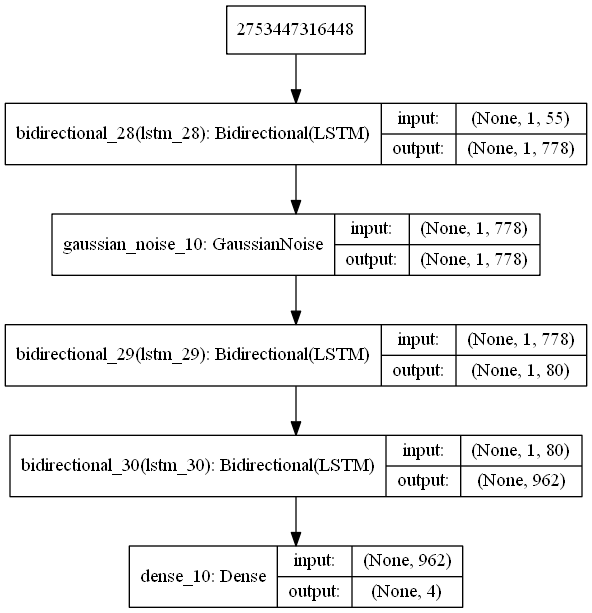 2753447316448
bidirectional_28(lstm_28): Bidirectional(LSTM)
input: (None, 1, 55)
output: (None, 1, 778)
gaussian_noise_10: GaussianNoise
input: (None, 1, 778)
output: (None, 1, 778)
bidirectional_29(lstm_29): Bidirectional(LSTM)
input: (None, 1, 778)
output: (None, 1, 80)
bidirectional_30(lstm_30): Bidirectional(LSTM)
input: (None, 1, 80)
output: (None, 962)
dense_10: Dense
input: (None, 962)
output: (None, 4)